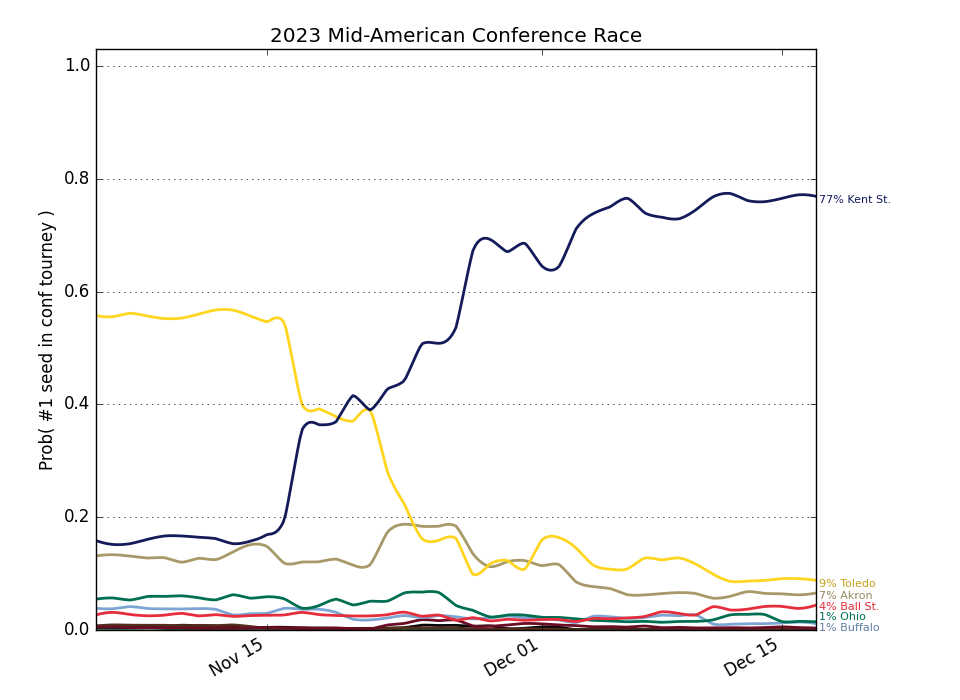 2023 Mid-American Conference Race
Prob( #1 seed in conf tourney )
1.0
0.8
0.6
0.4
0.2
0.0
Nov 15
Dec 01
Dec 15
77% Kent St.
9% Toledo
7% Akron
4% Ball St.
1% Ohio
1% Buffalo